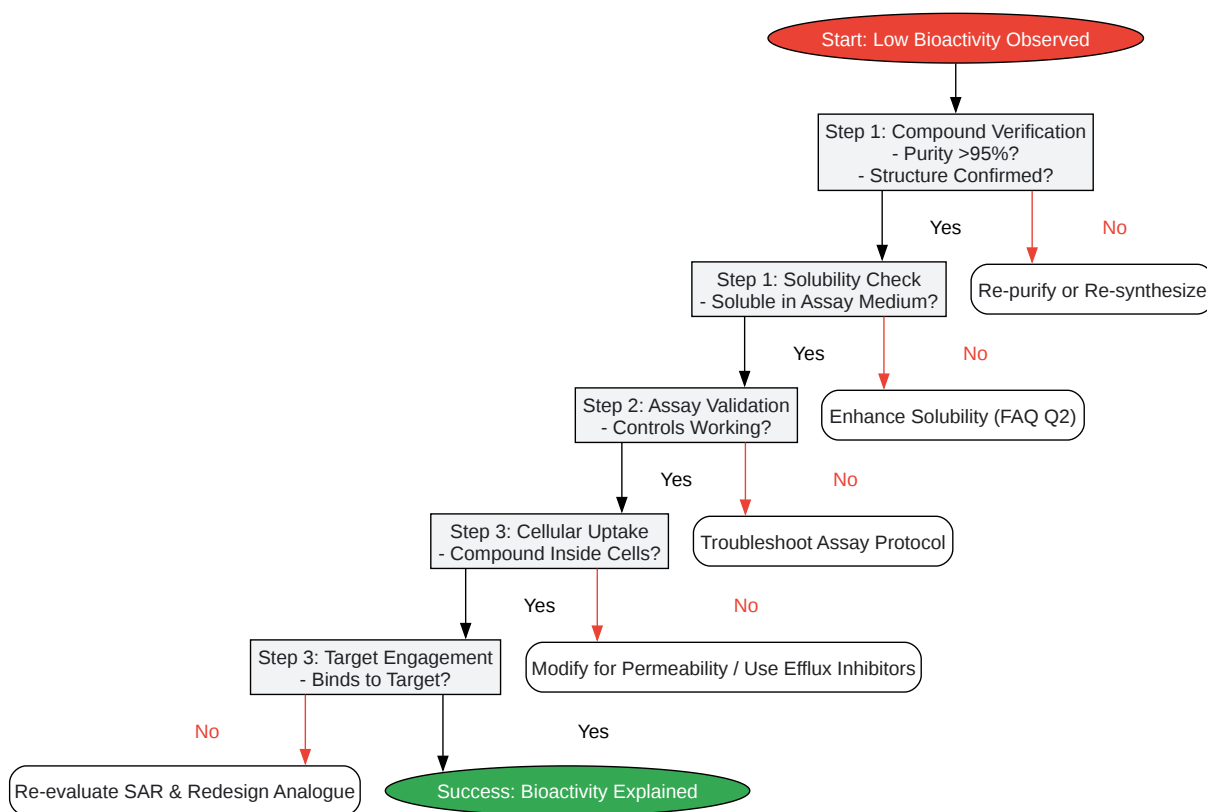 Start: Low Bioactivity Observed
Step 1: Compound Verification
- Purity >95%?
- Structure Confirmed?
Yes
No
Step 1: Solubility Check
- Soluble in Assay Medium?
Re-purify or Re-synthesize
Yes
No
Step 2: Assay Validation
- Controls Working?
Enhance Solubility (FAQ Q2)
Yes
No
Step 3: Cellular Uptake
- Compound Inside Cells?
Troubleshoot Assay Protocol
Yes
No
Step 3: Target Engagement
- Binds to Target?
Modify for Permeability / Use Efflux Inhibitors
No
Yes
Re-evaluate SAR & Redesign Analogue
Success: Bioactivity Explained